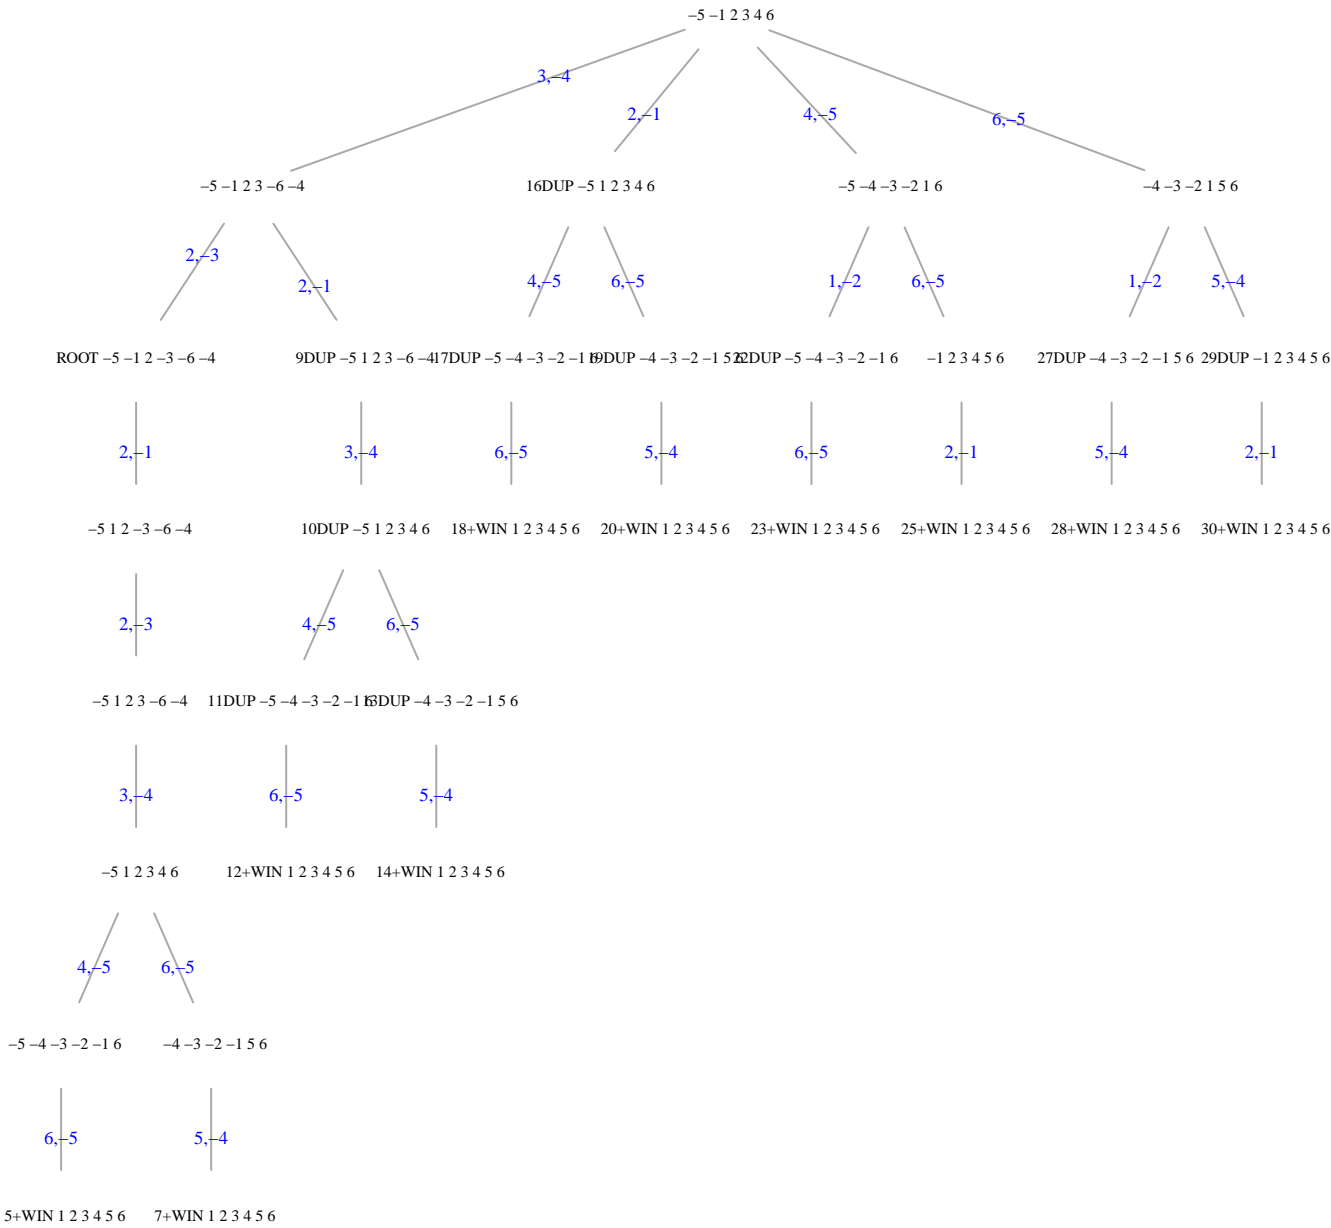 –5 –1 2 3 4 6
3,–4
2,–1
4,–5
6,–5
–5 –1 2 3 –6 –4
16DUP –5 1 2 3 4 6
–5 –4 –3 –2 1 6
–4 –3 –2 1 5 6
2,–3
2,–1
4,–5
6,–5
1,–2
6,–5
1,–2
5,–4
ROOT –5 –1 2 –3 –6 –4
9DUP –5 1 2 3 –6 –4
17DUP –5 –4 –3 –2 –1 6
19DUP –4 –3 –2 –1 5 6
22DUP –5 –4 –3 –2 –1 6
–1 2 3 4 5 6
27DUP –4 –3 –2 –1 5 6
29DUP –1 2 3 4 5 6
2,–1
3,–4
6,–5
5,–4
6,–5
2,–1
5,–4
2,–1
–5 1 2 –3 –6 –4
10DUP –5 1 2 3 4 6
18+WIN 1 2 3 4 5 6
20+WIN 1 2 3 4 5 6
23+WIN 1 2 3 4 5 6
25+WIN 1 2 3 4 5 6
28+WIN 1 2 3 4 5 6
30+WIN 1 2 3 4 5 6
2,–3
4,–5
6,–5
–5 1 2 3 –6 –4
11DUP –5 –4 –3 –2 –1 6
13DUP –4 –3 –2 –1 5 6
3,–4
6,–5
5,–4
–5 1 2 3 4 6
12+WIN 1 2 3 4 5 6
14+WIN 1 2 3 4 5 6
4,–5
6,–5
–5 –4 –3 –2 –1 6
–4 –3 –2 –1 5 6
6,–5
5,–4
5+WIN 1 2 3 4 5 6
7+WIN 1 2 3 4 5 6